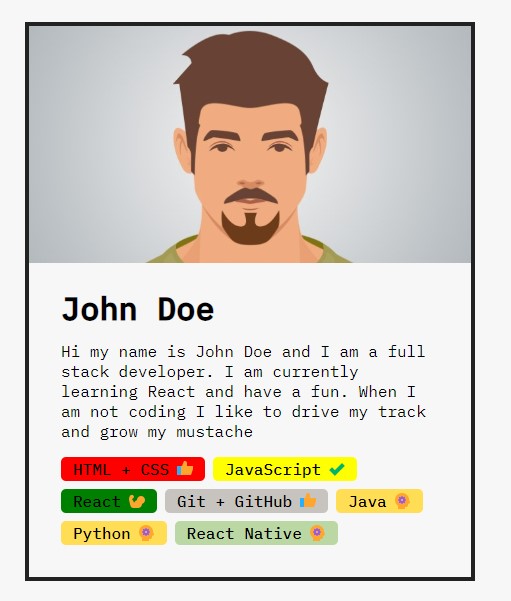 John Doe
Hi my name is John Doe and I am a full
stack developer. I am currently
learning React and have a fun. When I
am not coding I like to drive my track
and grow my mustache
HTML + CSS 👍 JavaScript ✔
React 💪 Git + GitHub 👍 Java 🏵
Python 🏵 React Native 🏵